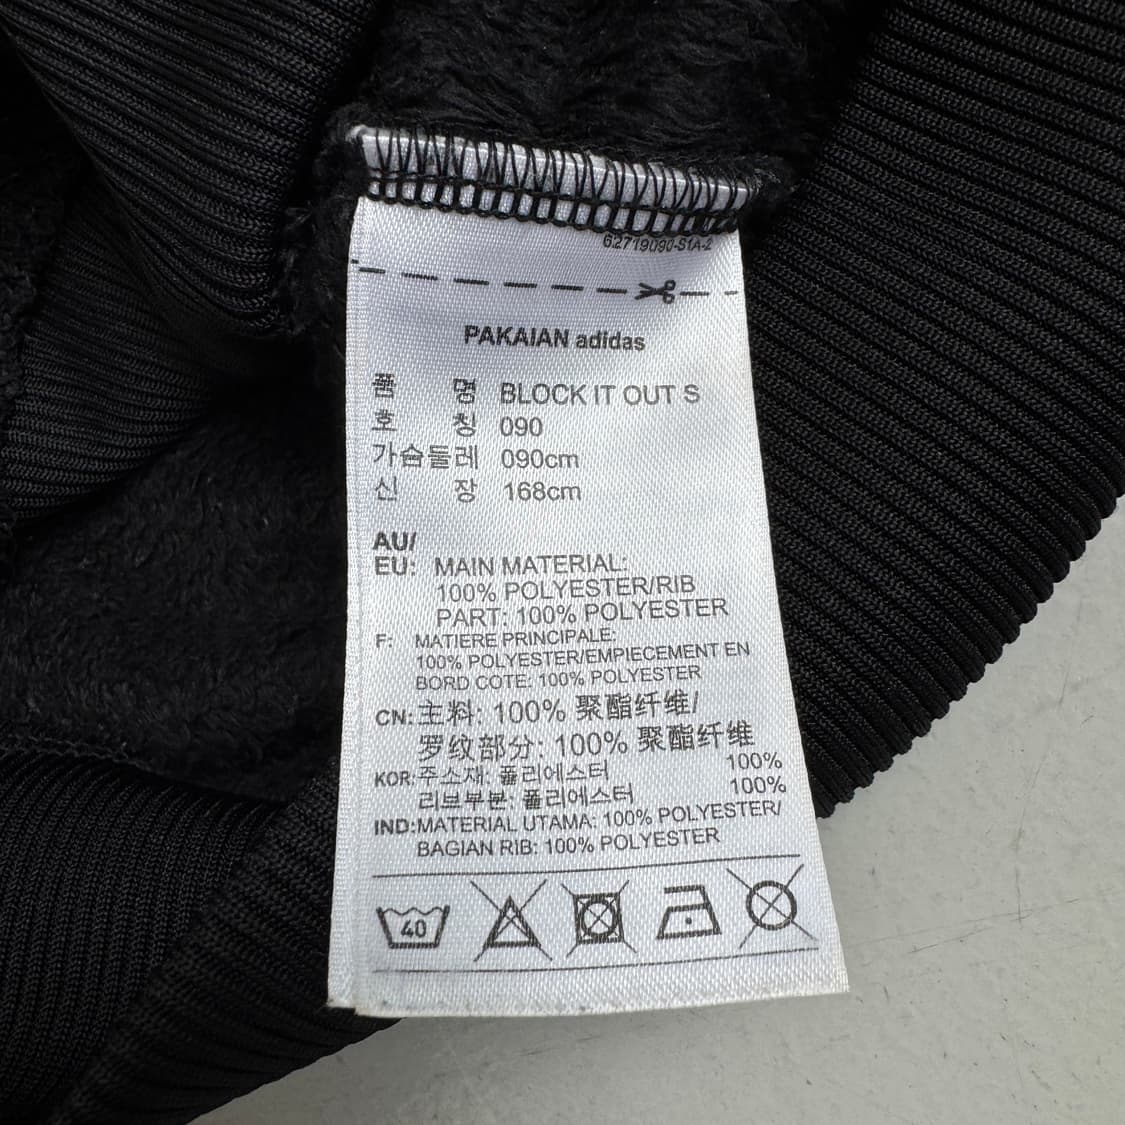 62719090-S1A-2
PAKAIAN adidas
품 명 BLOCK IT OUT S
호 칭 090
가슴둘레 090cm
신 장 168cm
AU/
EU: MAIN MATERIAL:
100% POLYESTER/RIB
PART: 100% POLYESTER
F: MATIERE PRINCIPALE:
100% POLYESTER/EMPIECEMENT EN
BORD COTE: 100% POLYESTER
CN: 主料: 100% 聚酯纤维/
罗纹部分: 100% 聚酯纤维
KOR: 주소재: 폴리에스터 100%
리브부분: 폴리에스터 100%
IND: MATERIAL UTAMA: 100% POLYESTER/
BAGIAN RIB: 100% POLYESTER
40